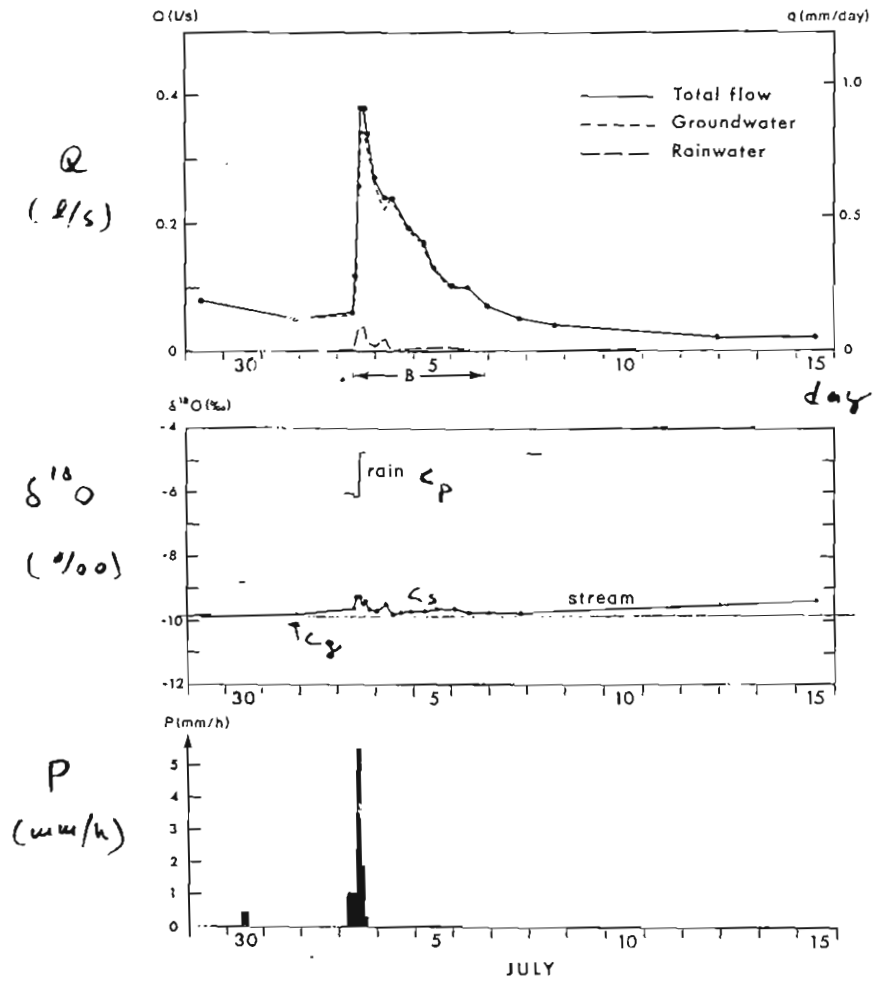 Q (l/s)
q (mm/day)
0.4
1.0
Total flow
Groundwater
Rainwater
Q
(l/s)
0.2
0.5
0
0
30
5
10
15
B
day
δ¹⁸O (‰)
-4
rain Cp
δ¹⁸O
-6
(‰)
-8
Cs
stream
-10
Cg
-12
30
5
10
15
P (mm/h)
P
5
4
(mm/h)
3
2
1
0
30
5
10
15
JULY